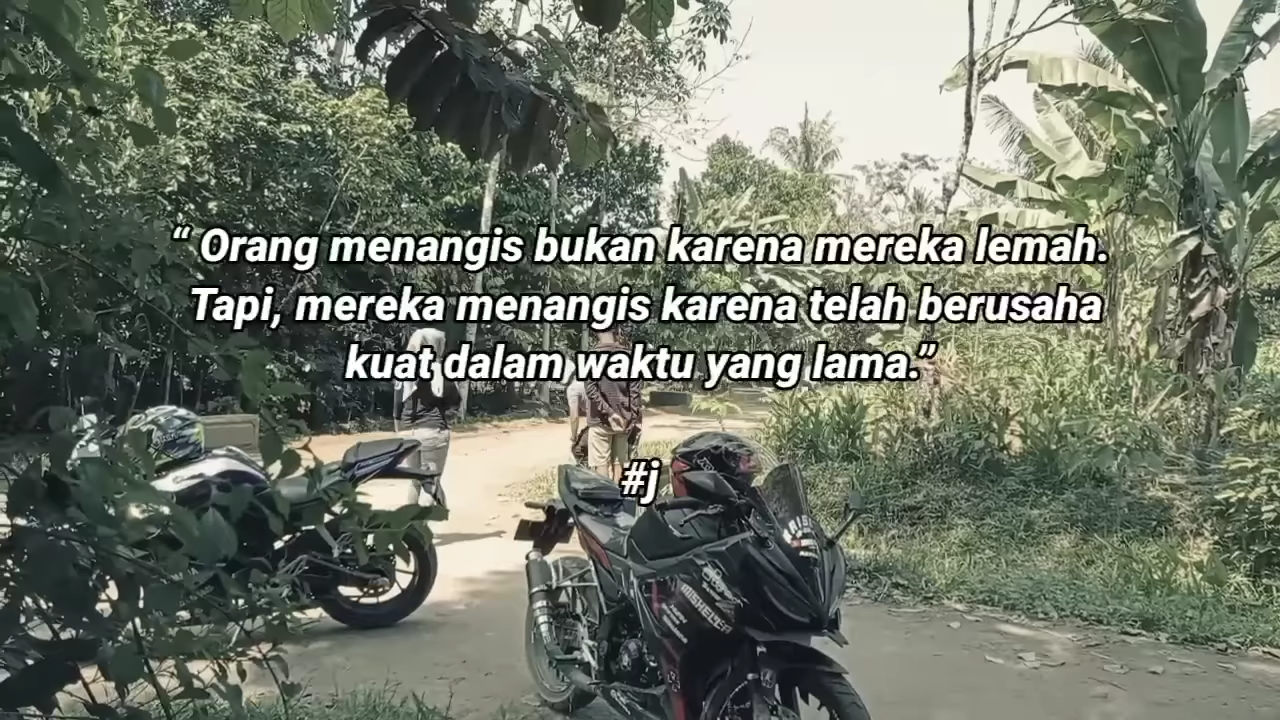 “ Orang menangis bukan karena mereka lemah.
Tapi, mereka menangis karena telah berusaha
kuat dalam waktu yang lama.”
#j